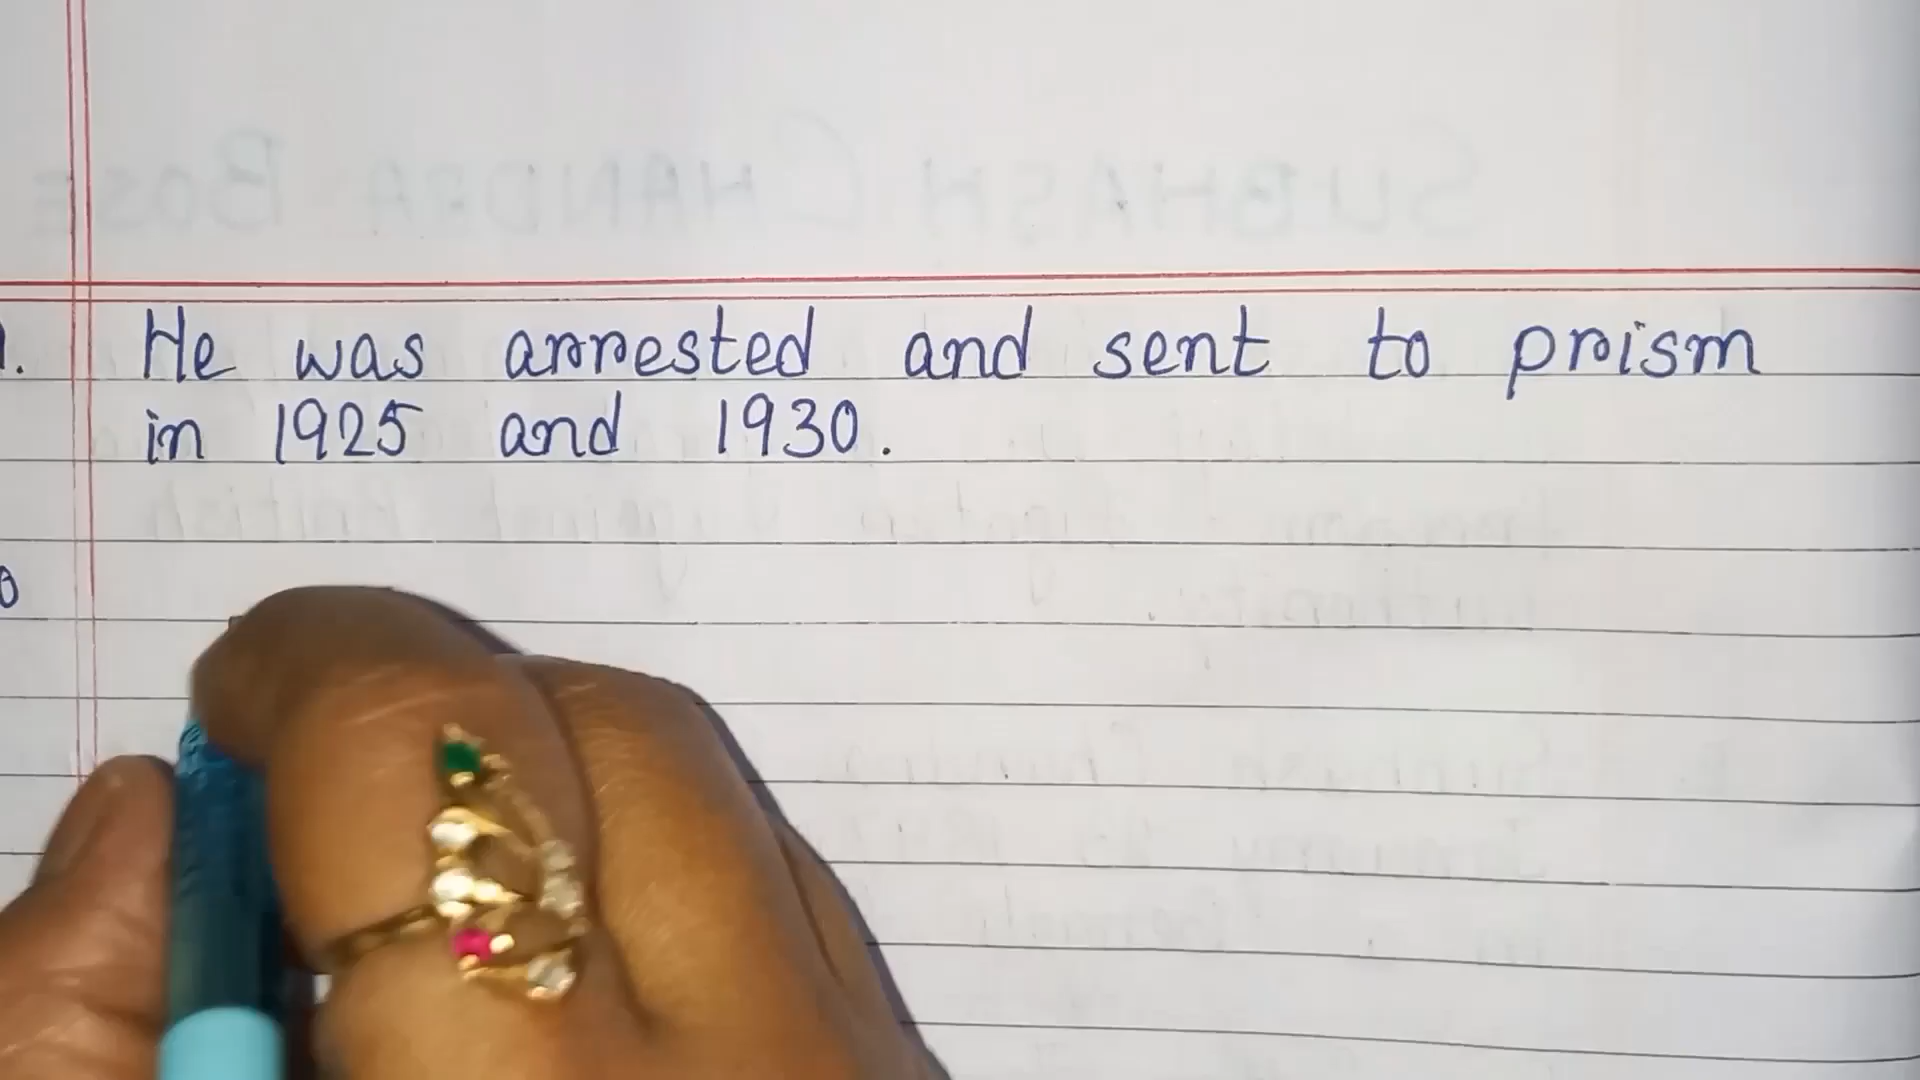 He was arrested and sent to prism
in 1925 and 1930.